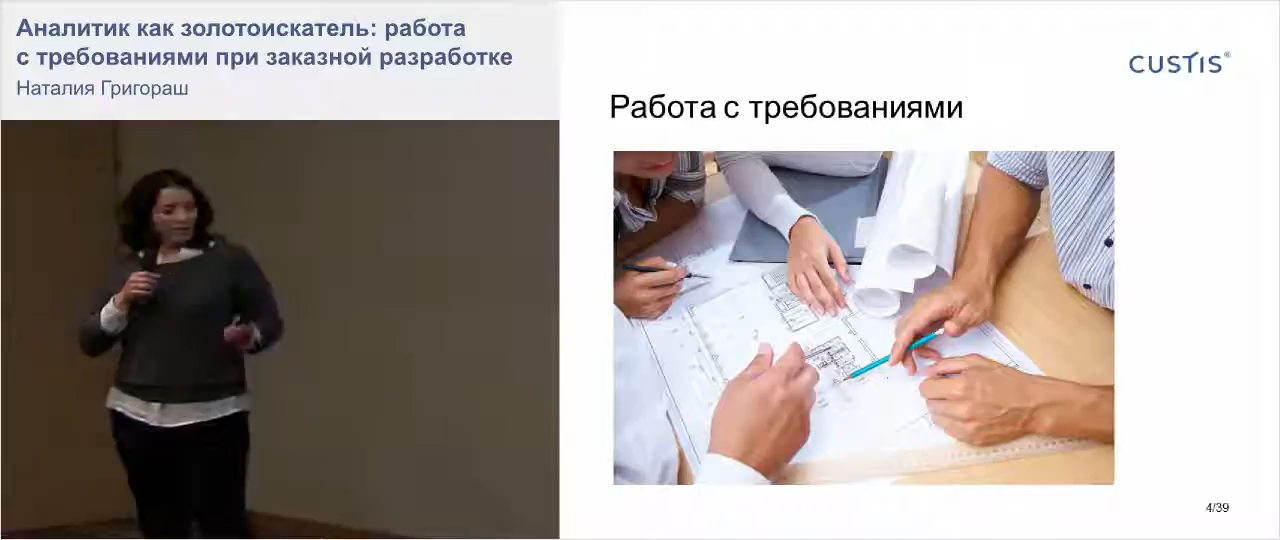 Аналитик как золотоискатель: работа
с требованиями при заказной разработке
Наталия Григораш
CUSTIS®
Работа с требованиями
4/39